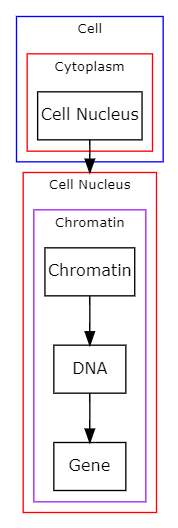 Cell
Cytoplasm
Cell Nucleus
Cell Nucleus
Chromatin
Chromatin
DNA
Gene